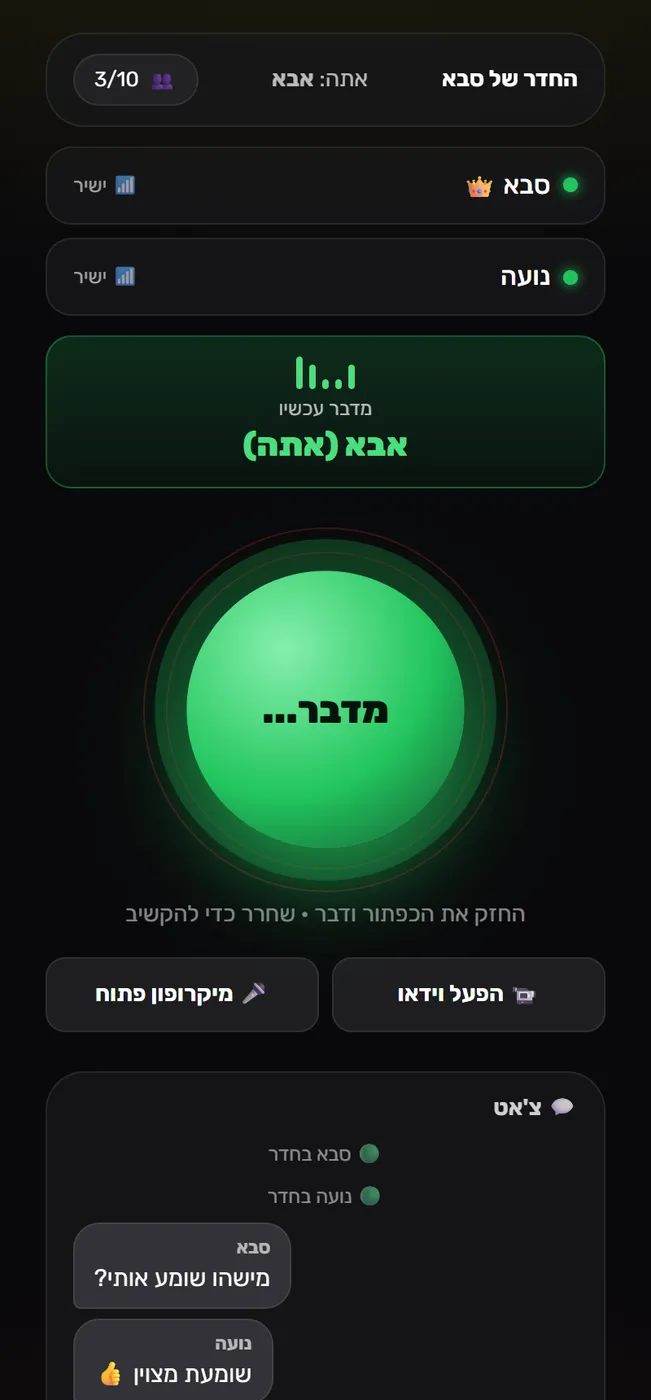 החדר של סבא
אתה: אבא
👥 3/10
סבא 👑
📶 ישיר
נועה
📶 ישיר
מדבר עכשיו
אבא (אתה)
מדבר...
החזק את הכפתור ודבר • שחרר כדי להקשיב
📹 הפעל וידאו
🎤 מיקרופון פתוח
💬 צ'אט
🟢 סבא בחדר
🟢 נועה בחדר
סבא
מישהו שומע אותי?
נועה
שומעת מצוין 👍